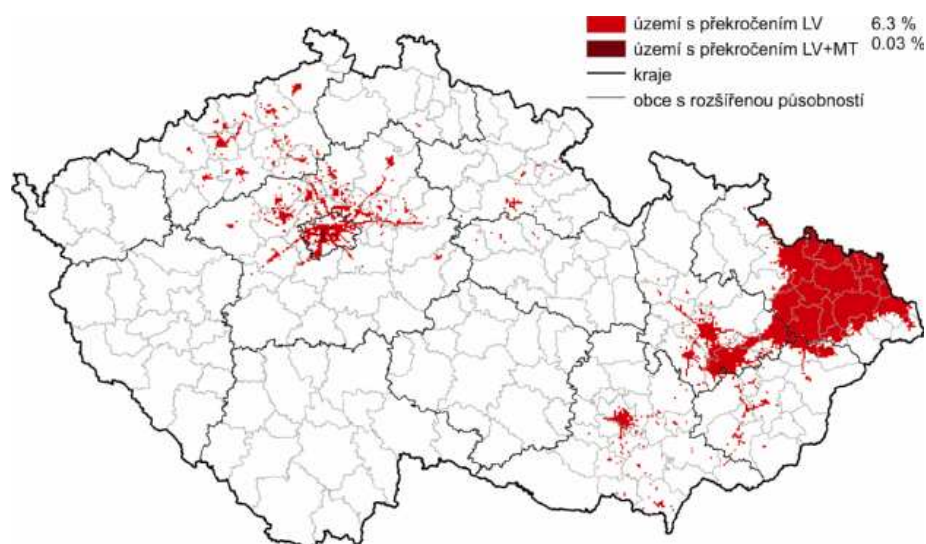 území s překročením LV 6.3 %
území s překročením LV+MT 0.03 %
kraje
obce s rozšířenou působností